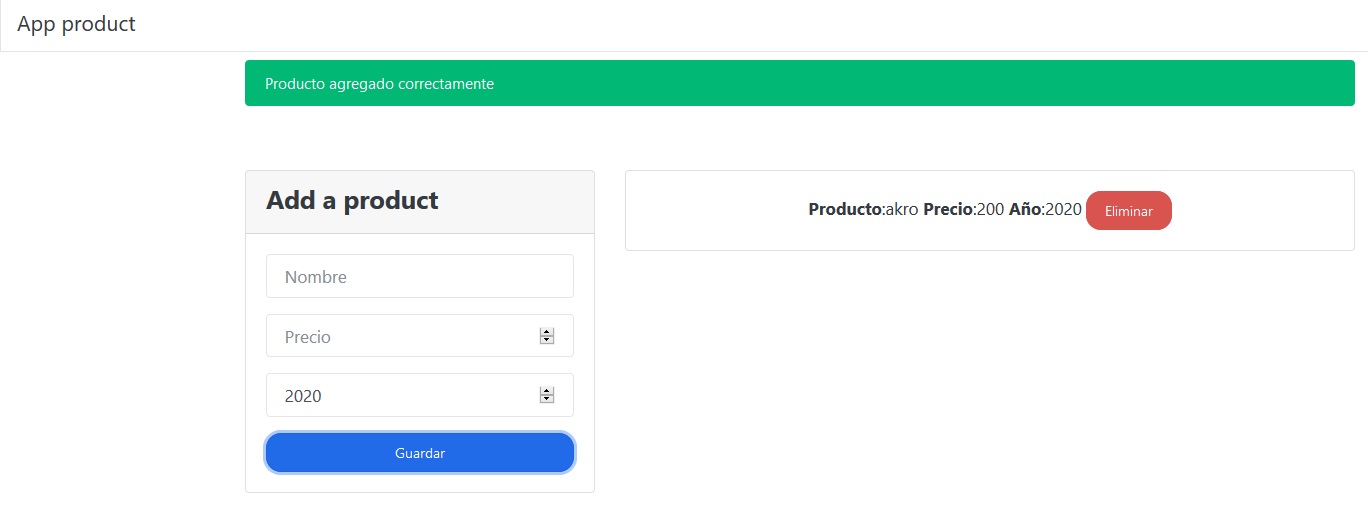 App product
Producto agregado correctamente
Add a product
Nombre
Precio
2020
Guardar
Producto:akro Precio:200 Año:2020 Eliminar